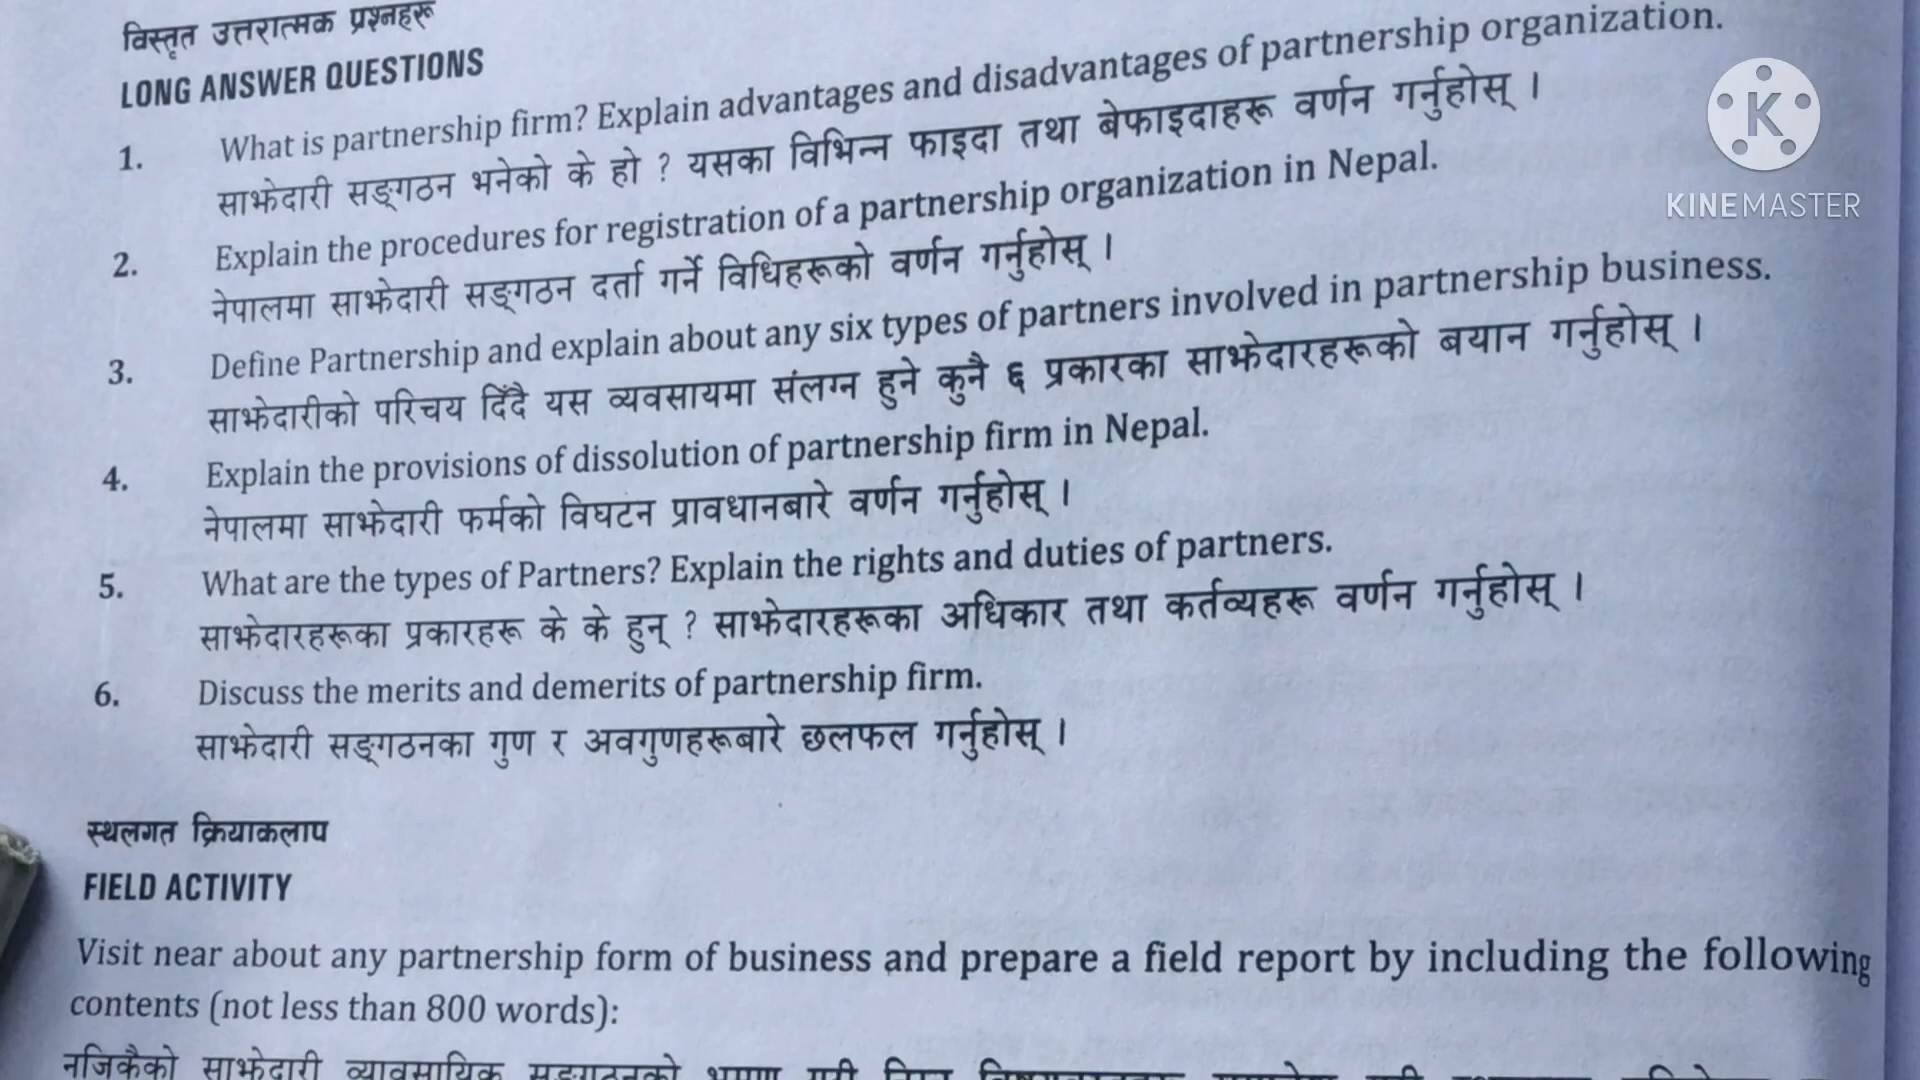 विस्तृत उत्तरात्मक प्रश्नहरू
LONG ANSWER QUESTIONS
1. What is partnership firm? Explain advantages and disadvantages of partnership organization.
साझेदारी सङ्गठन भनेको के हो ? यसका विभिन्न फाइदा तथा बेफाइदाहरू वर्णन गर्नुहोस् ।
2. Explain the procedures for registration of a partnership organization in Nepal.
नेपालमा साझेदारी सङ्गठन दर्ता गर्ने विधिहरूको वर्णन गर्नुहोस् ।
3. Define Partnership and explain about any six types of partners involved in partnership business.
साझेदारीको परिचय दिँदै यस व्यवसायमा संलग्न हुने कुनै ६ प्रकारका साझेदारहरूको बयान गर्नुहोस् ।
4. Explain the provisions of dissolution of partnership firm in Nepal.
नेपालमा साझेदारी फर्मको विघटन प्रावधानबारे वर्णन गर्नुहोस् ।
5. What are the types of Partners? Explain the rights and duties of partners.
साझेदारहरूका प्रकारहरू के के हुन् ? साझेदारहरूका अधिकार तथा कर्तव्यहरू वर्णन गर्नुहोस् ।
6. Discuss the merits and demerits of partnership firm.
साझेदारी सङ्गठनका गुण र अवगुणहरूबारे छलफल गर्नुहोस् ।
स्थलगत क्रियाकलाप
FIELD ACTIVITY
Visit near about any partnership form of business and prepare a field report by including the following
contents (not less than 800 words):
नजिकैको साझेदारी व्यावसायिक सङ्गठनको
K
KINEMASTER